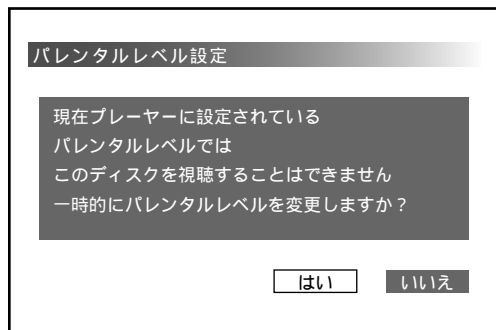 パレンタルレベル設定
現在プレーヤーに設定されている
パレンタルレベルでは
このディスクを視聴することはできません
一時的にパレンタルレベルを変更しますか？
はい いいえ